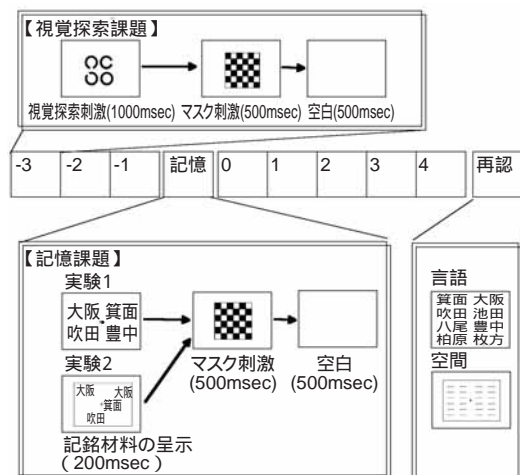 【視覚探索課題】
視覚探索刺激(1000msec) マスク刺激(500msec) 空白(500msec)
-3 -2 -1 記憶 0 1 2 3 4 再認
【記憶課題】
実験1
大阪 箕面
吹田 豊中
実験2
大阪 大阪
箕面
吹田
記銘材料の呈示
(200msec)
マスク刺激
(500msec)
空白
(500msec)
言語
箕面 大阪
吹田 池田
八尾 豊中
柏原 枚方
空間